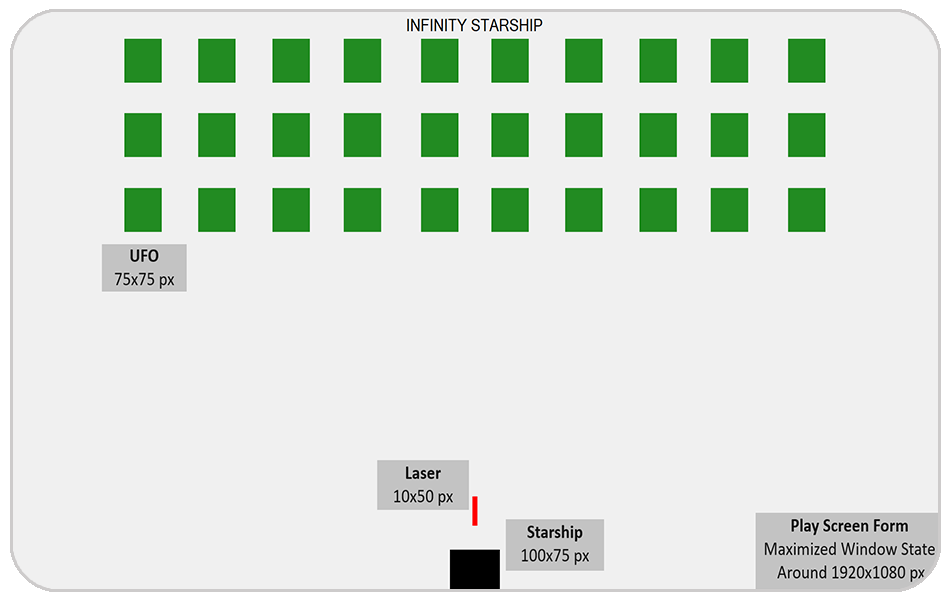 INFINITY STARSHIP
UFO
75x75 px
Laser
10x50 px
Starship
100x75 px
Play Screen Form
Maximized Window State
Around 1920x1080 px